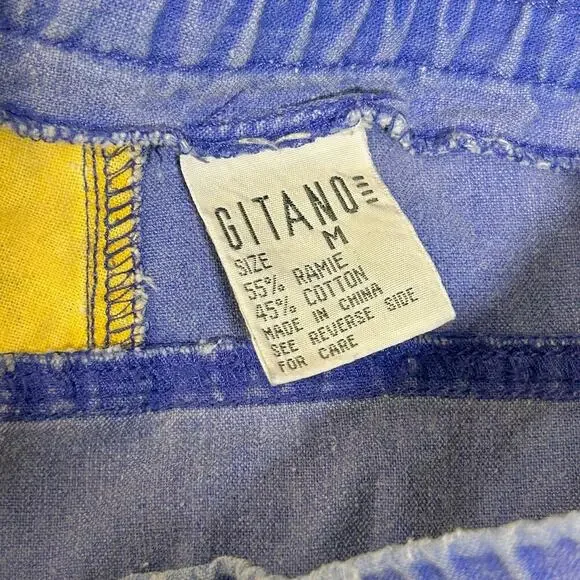 GITANO
SIZE M
55% RAMIE
45% COTTON
MADE IN CHINA
SEE REVERSE SIDE
FOR CARE